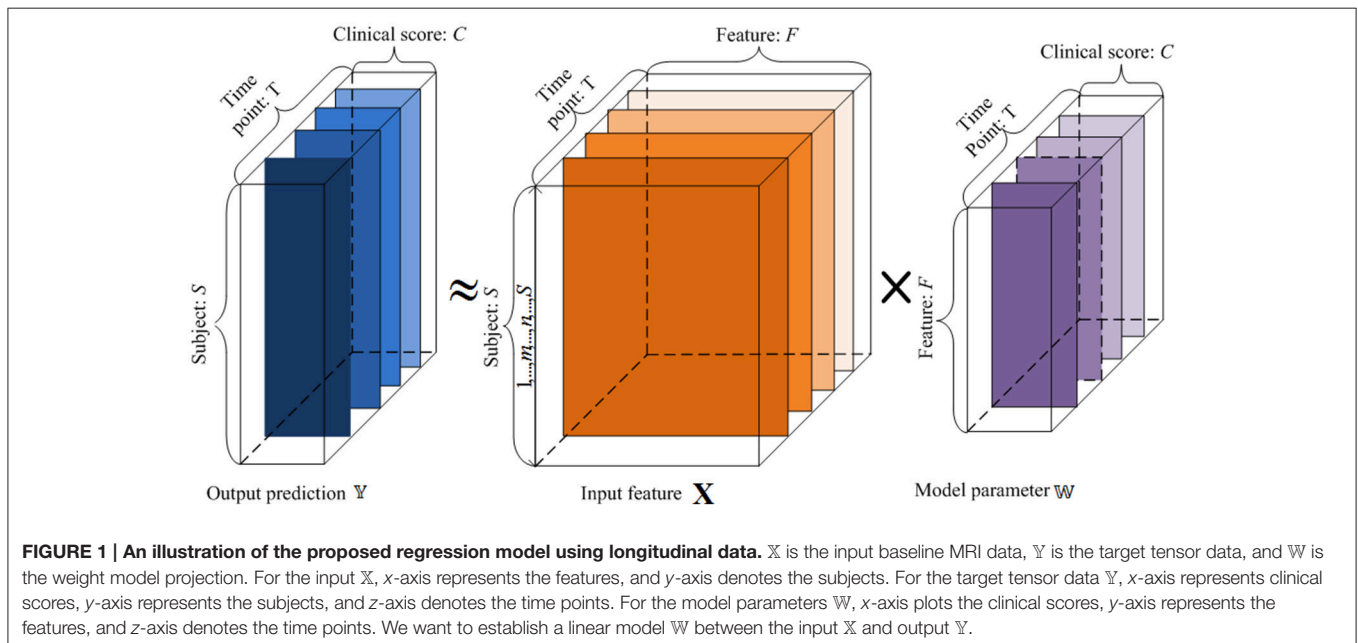 Clinical score: C
Time
point: T
Subject: S
Output prediction 𝕐
≈
Feature: F
Time
point: T
Subject: S
1,...,m,...,n,...,S
Input feature X
×
Clinical score: C
Time
Point: T
Feature: F
Model parameter 𝕎
FIGURE 1 | An illustration of the proposed regression model using longitudinal data. 𝕏 is the input baseline MRI data, 𝕐 is the target tensor data, and 𝕎 is
the weight model projection. For the input 𝕏, x-axis represents the features, and y-axis denotes the subjects. For the target tensor data 𝕐, x-axis represents clinical
scores, y-axis represents the subjects, and z-axis denotes the time points. For the model parameters 𝕎, x-axis plots the clinical scores, y-axis represents the
features, and z-axis denotes the time points. We want to establish a linear model 𝕎 between the input 𝕏 and output 𝕐.